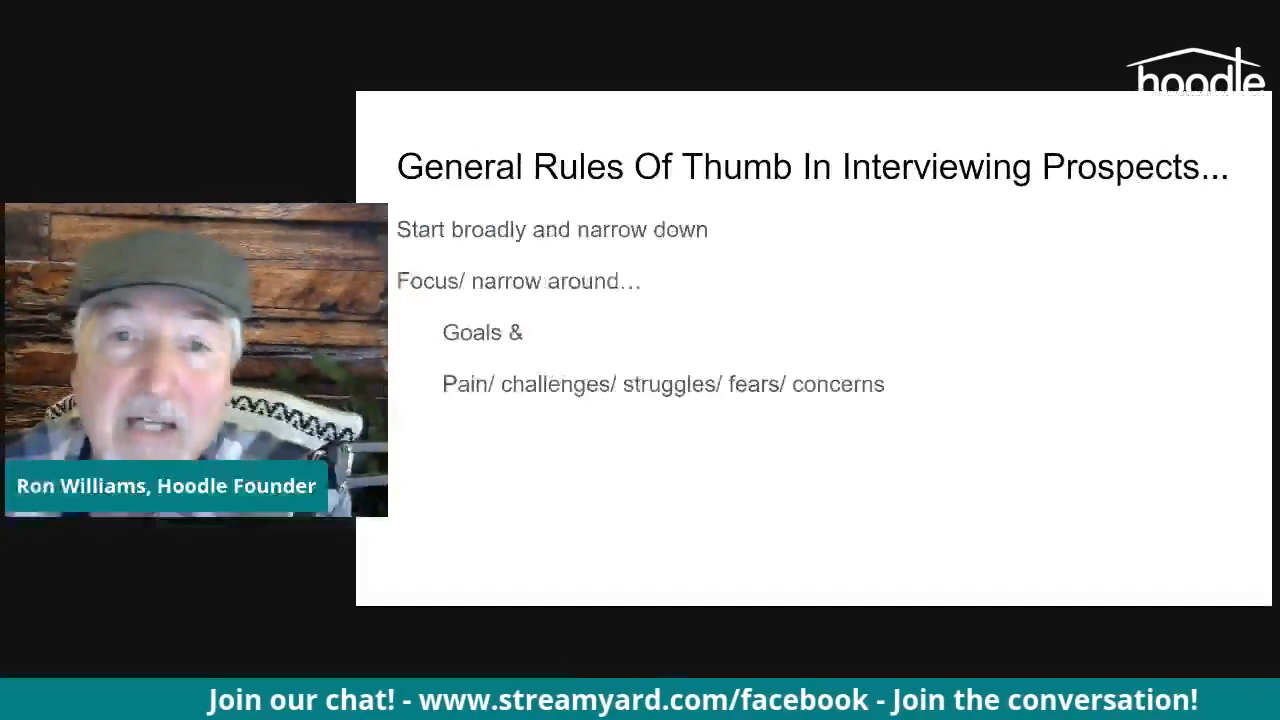 hoodle
General Rules Of Thumb In Interviewing Prospects...
Start broadly and narrow down
Focus/ narrow around…
Goals &
Pain/ challenges/ struggles/ fears/ concerns
Ron Williams, Hoodle Founder
Join our chat! - www.streamyard.com/facebook - Join the conversation!